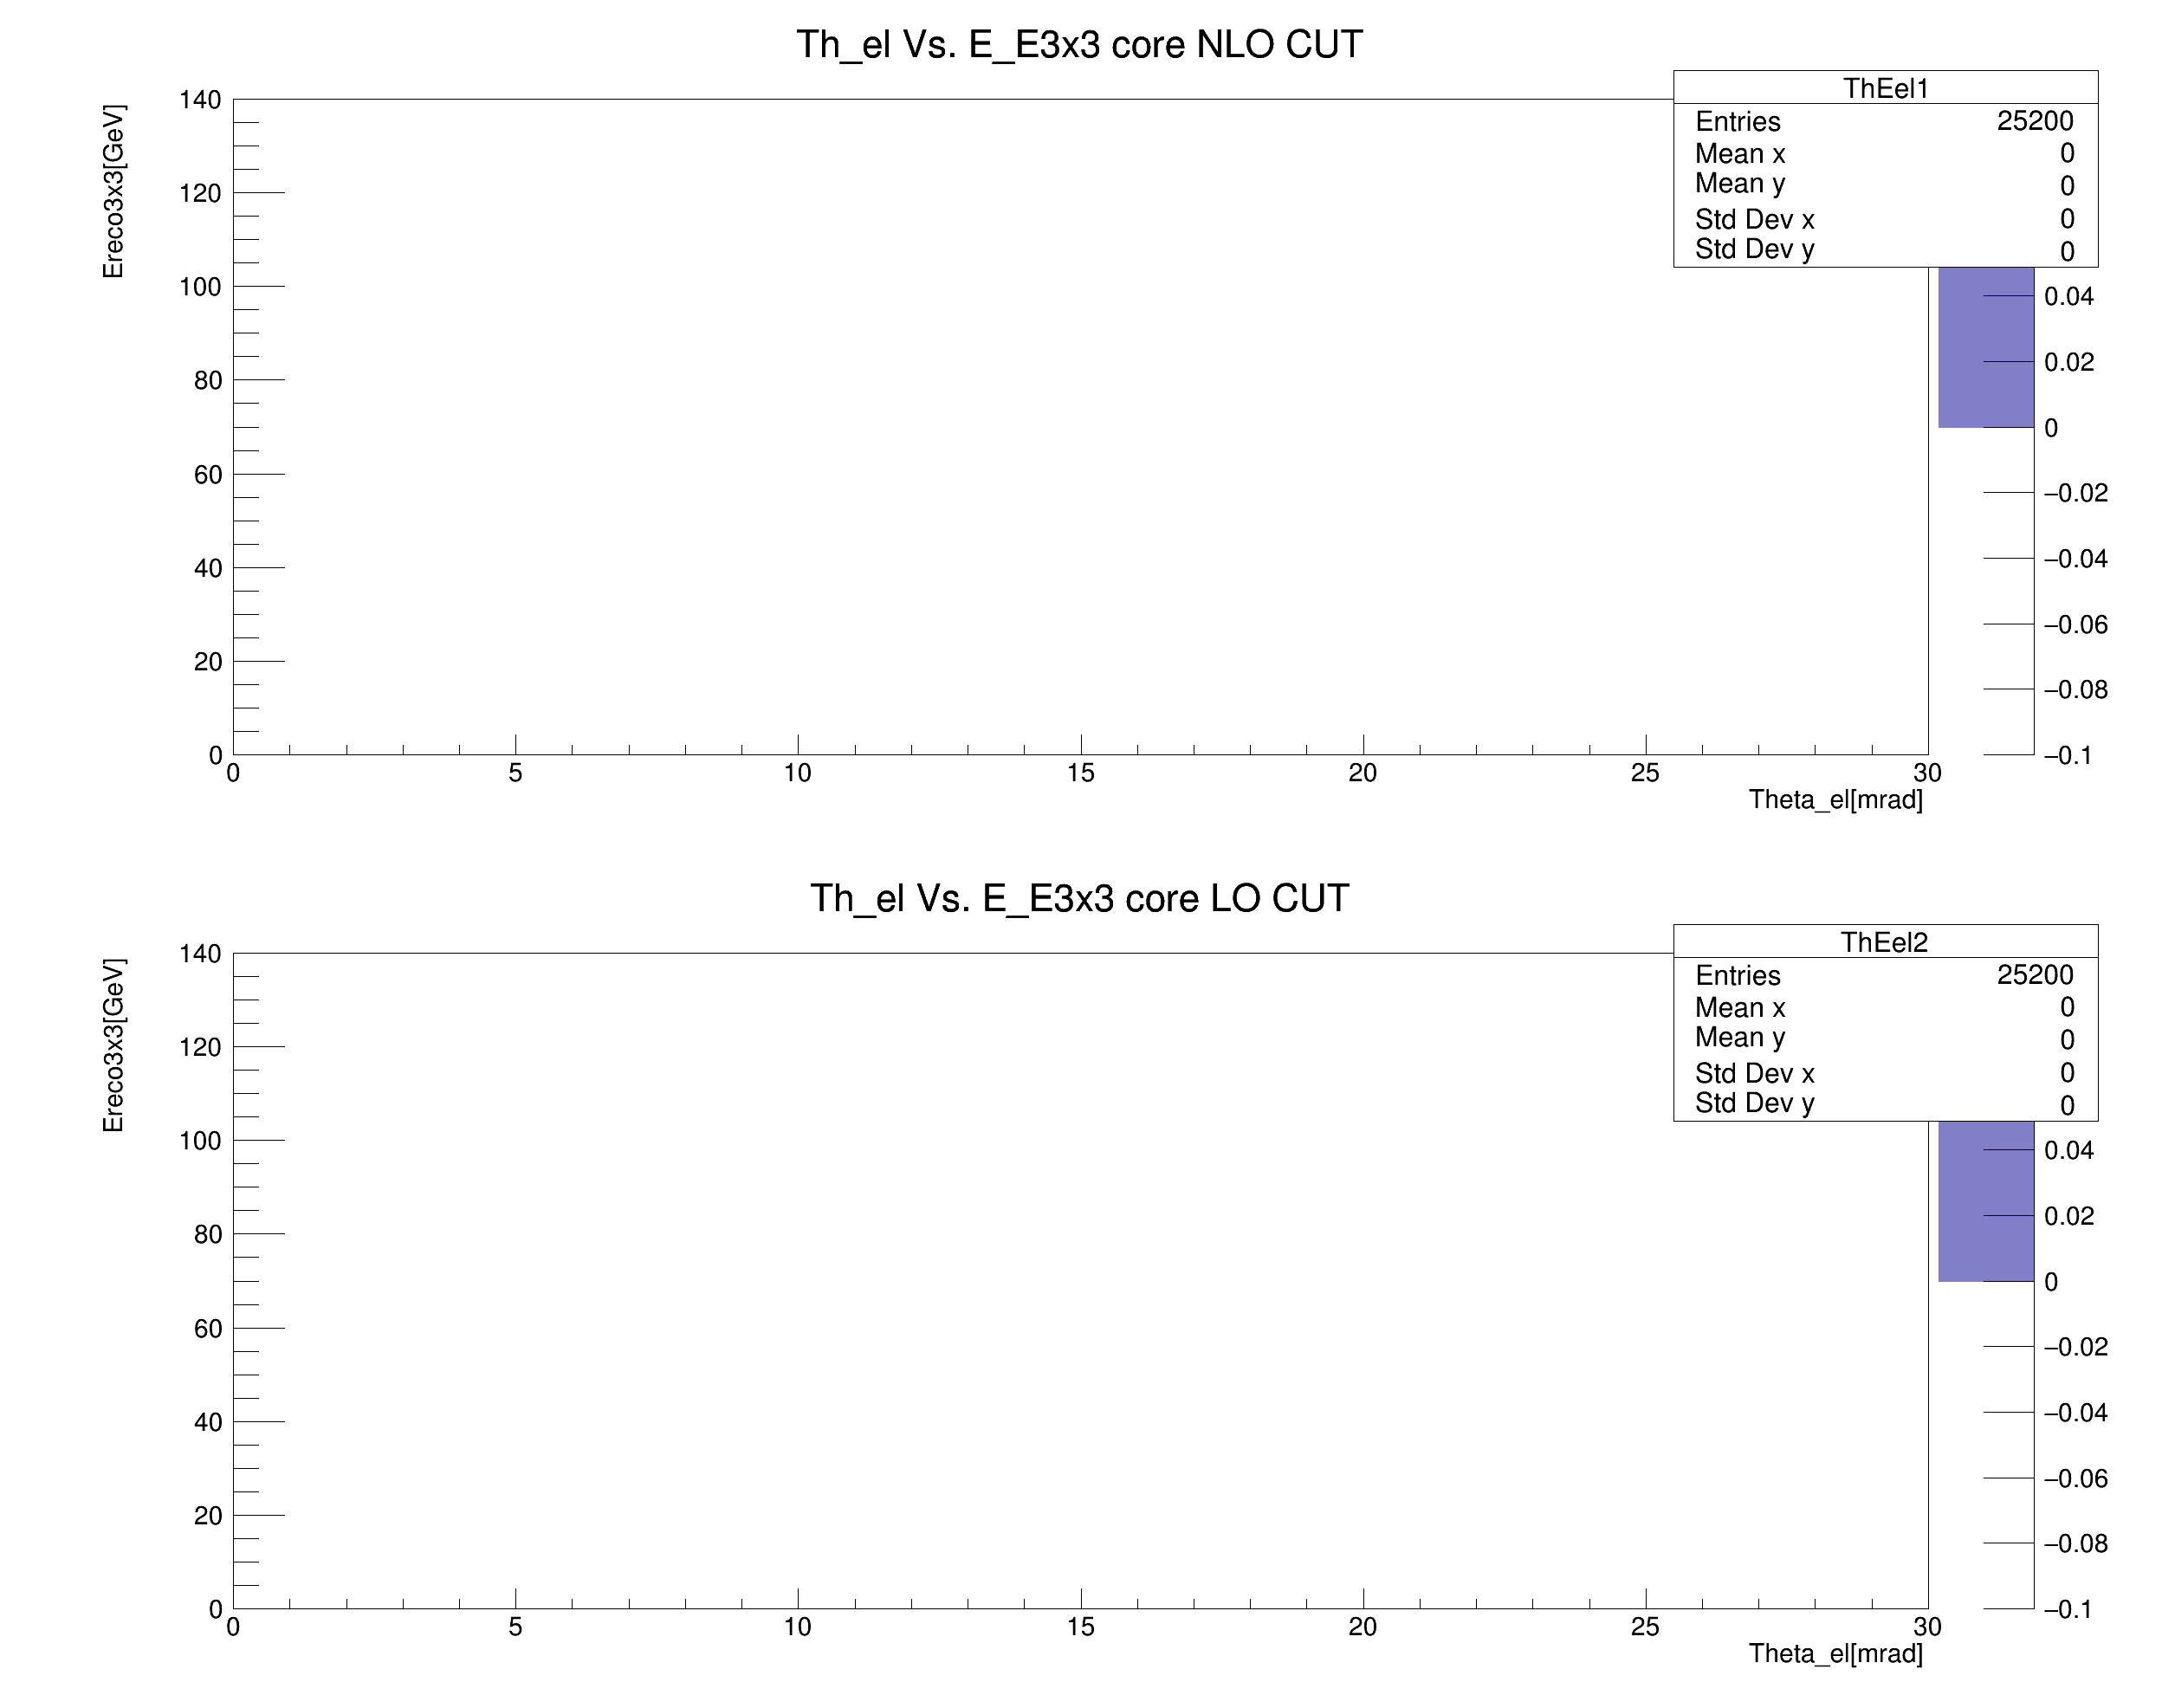 Th_el Vs. E_E3x3 core NLO CUT
ThEel1
Entries 25200
Mean x 0
Mean y 0
Std Dev x 0
Std Dev y 0
Ereco3x3[GeV]
140
120
100
80
60
40
20
0
0 5 10 15 20 25 30
Theta_el[mrad]
0.04
0.02
0
−0.02
−0.04
−0.06
−0.08
−0.1
Th_el Vs. E_E3x3 core LO CUT
ThEel2
Entries 25200
Mean x 0
Mean y 0
Std Dev x 0
Std Dev y 0
Ereco3x3[GeV]
140
120
100
80
60
40
20
0
0 5 10 15 20 25 30
Theta_el[mrad]
0.04
0.02
0
−0.02
−0.04
−0.06
−0.08
−0.1